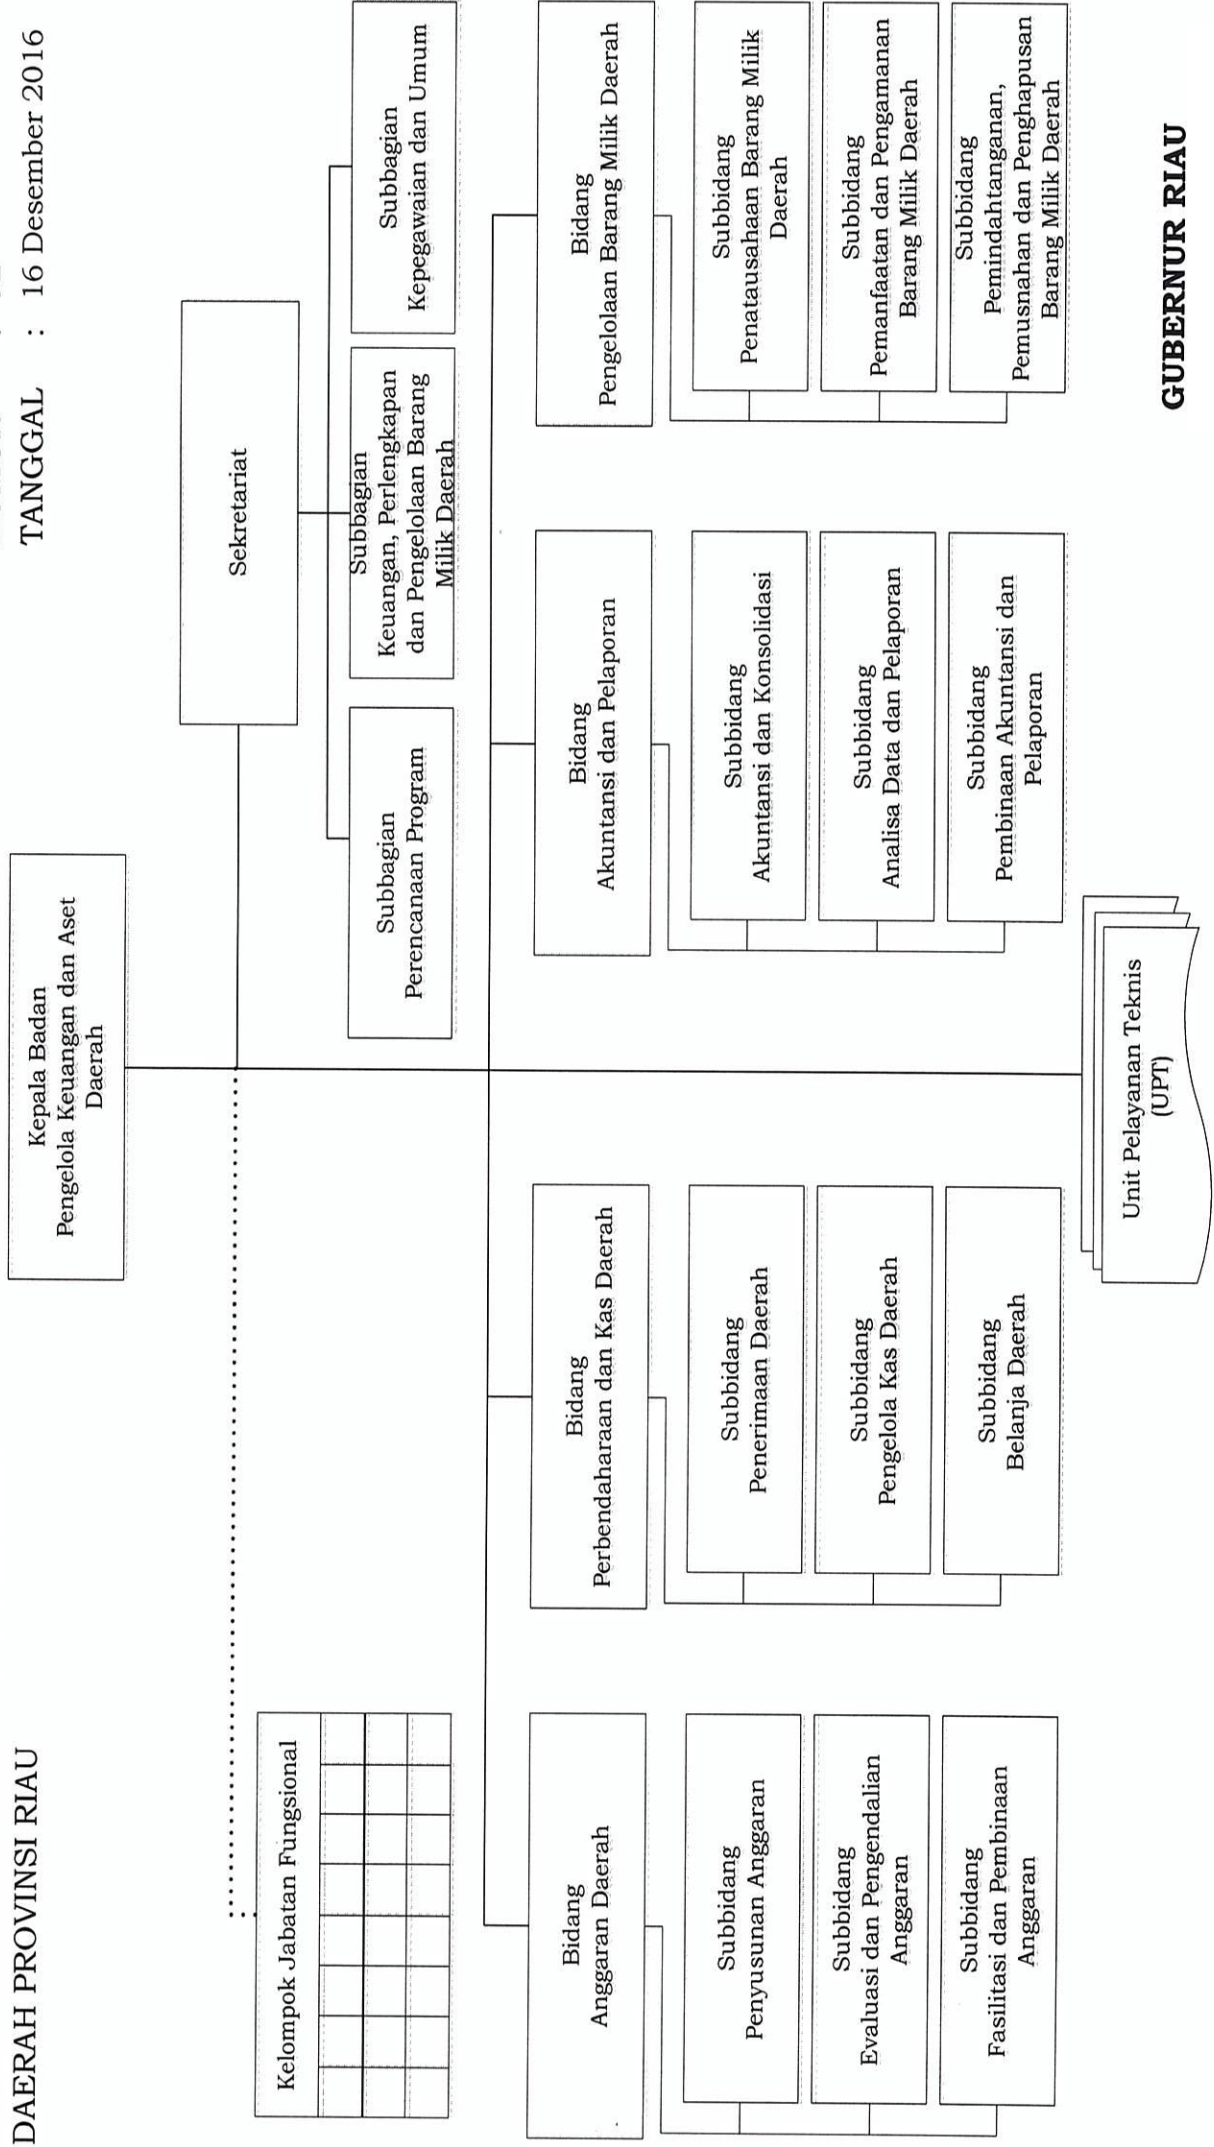 DAERAH PROVINSI RIAU
TANGGAL : 16 Desember 2016
Kepala Badan
Pengelola Keuangan dan Aset
Daerah
Sekretariat
Kelompok Jabatan Fungsional
Subbagian
Perencanaan Program
Subbagian
Keuangan, Perlengkapan
dan Pengelolaan Barang
Milik Daerah
Subbagian
Kepegawaian dan Umum
Bidang
Anggaran Daerah
Subbidang
Penyusunan Anggaran
Subbidang
Evaluasi dan Pengendalian
Anggaran
Subbidang
Fasilitasi dan Pembinaan
Anggaran
Bidang
Perbendaharaan dan Kas Daerah
Subbidang
Penerimaan Daerah
Subbidang
Pengelola Kas Daerah
Subbidang
Belanja Daerah
Bidang
Akuntansi dan Pelaporan
Subbidang
Akuntansi dan Konsolidasi
Subbidang
Analisa Data dan Pelaporan
Subbidang
Pembinaan Akuntansi dan
Pelaporan
Bidang
Pengelolaan Barang Milik Daerah
Subbidang
Penatausahaan Barang Milik
Daerah
Subbidang
Pemanfaatan dan Pengamanan
Barang Milik Daerah
Subbidang
Pemindahtanganan,
Pemusnahan dan Penghapusan
Barang Milik Daerah
Unit Pelayanan Teknis
(UPT)
GUBERNUR RIAU